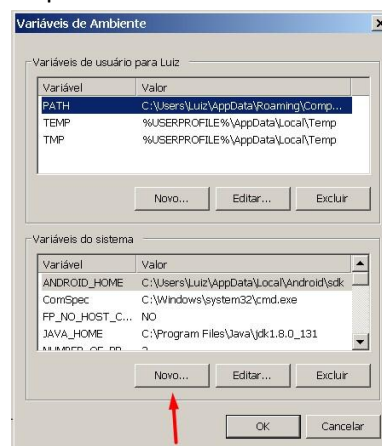 Variáveis de Ambiente
Variáveis de usuário para Luiz
Variável Valor
PATH C:\Users\Luiz\AppData\Roaming\Comp...
TEMP %USERPROFILE%\AppData\Local\Temp
TMP %USERPROFILE%\AppData\Local\Temp
Novo... Editar... Excluir
Variáveis do sistema
Variável Valor
ANDROID_HOME C:\Users\Luiz\AppData\Local\Android\sdk
ComSpec C:\Windows\system32\cmd.exe
FP_NO_HOST_C... NO
JAVA_HOME C:\Program Files\Java\jdk1.8.0_131
Novo... Editar... Excluir
OK Cancelar